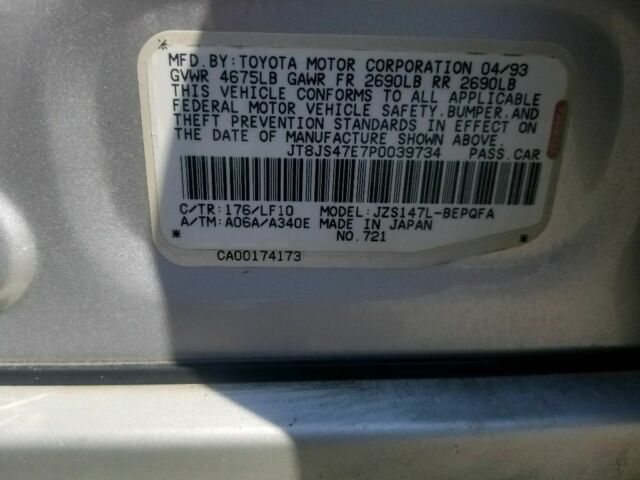 MFD.BY:TOYOTA MOTOR CORPORATION 04/93
GVWR 4675LB GAWR FR 2690LB RR 2690LB
THIS VEHICLE CONFORMS TO ALL APPLICABLE
FEDERAL MOTOR VEHICLE SAFETY,BUMPER,AND
THEFT PREVENTION STANDARDS IN EFFECT ON
THE DATE OF MANUFACTURE SHOWN ABOVE.
JT8JS47E7P0039734 PASS.CAR
C/TR:176/LF10 MODEL:JZS147L-BEPQFA
A/TM:A06A/A340E MADE IN JAPAN
NO.721
CA00174173